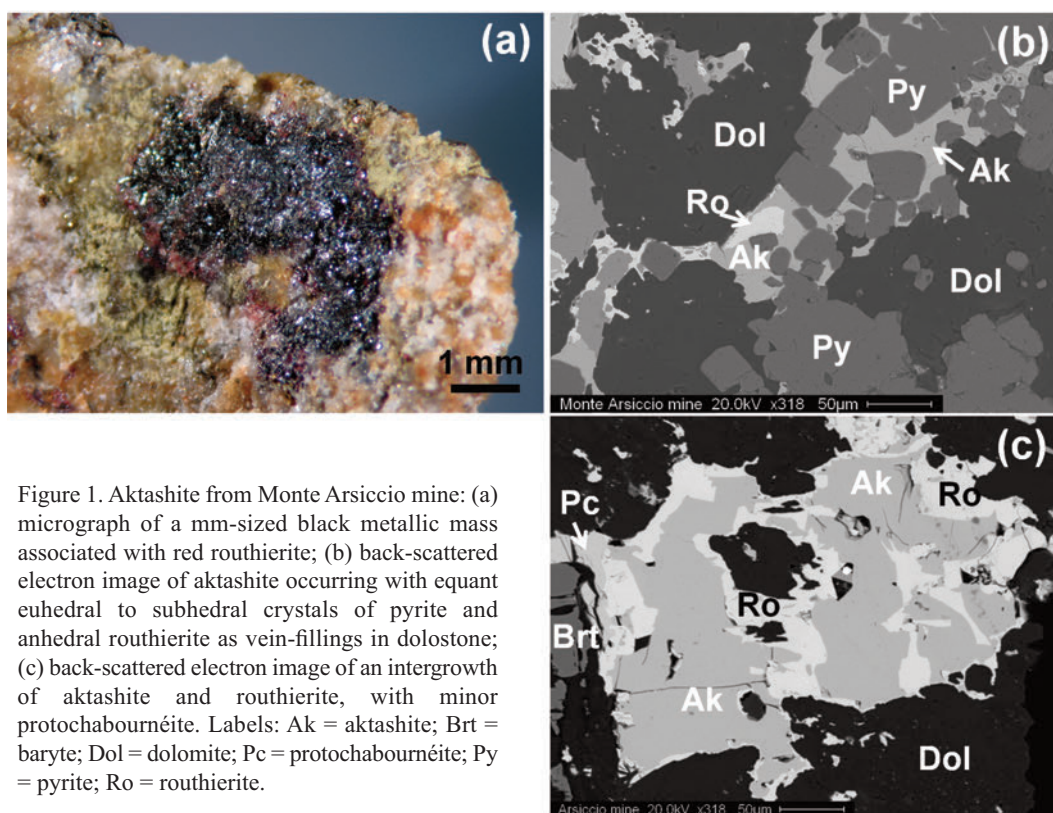 (a)
1 mm
(b)
Py
Dol
Ak
Ro
Ak
Dol
Py
Monte Arsiccio mine 20.0kV x318 50µm
(c)
Ak
Ro
Pc
Ro
Brt
Ak
Dol
Arsiccio mine 20.0kV x318 50µm
Figure 1. Aktashite from Monte Arsiccio mine: (a)
micrograph of a mm-sized black metallic mass
associated with red routhierite; (b) back-scattered
electron image of aktashite occurring with equant
euhedral to subhedral crystals of pyrite and
anhedral routhierite as vein-fillings in dolostone;
(c) back-scattered electron image of an intergrowth
of aktashite and routhierite, with minor
protochabournéite. Labels: Ak = aktashite; Brt =
baryte; Dol = dolomite; Pc = protochabournéite; Py
= pyrite; Ro = routhierite.